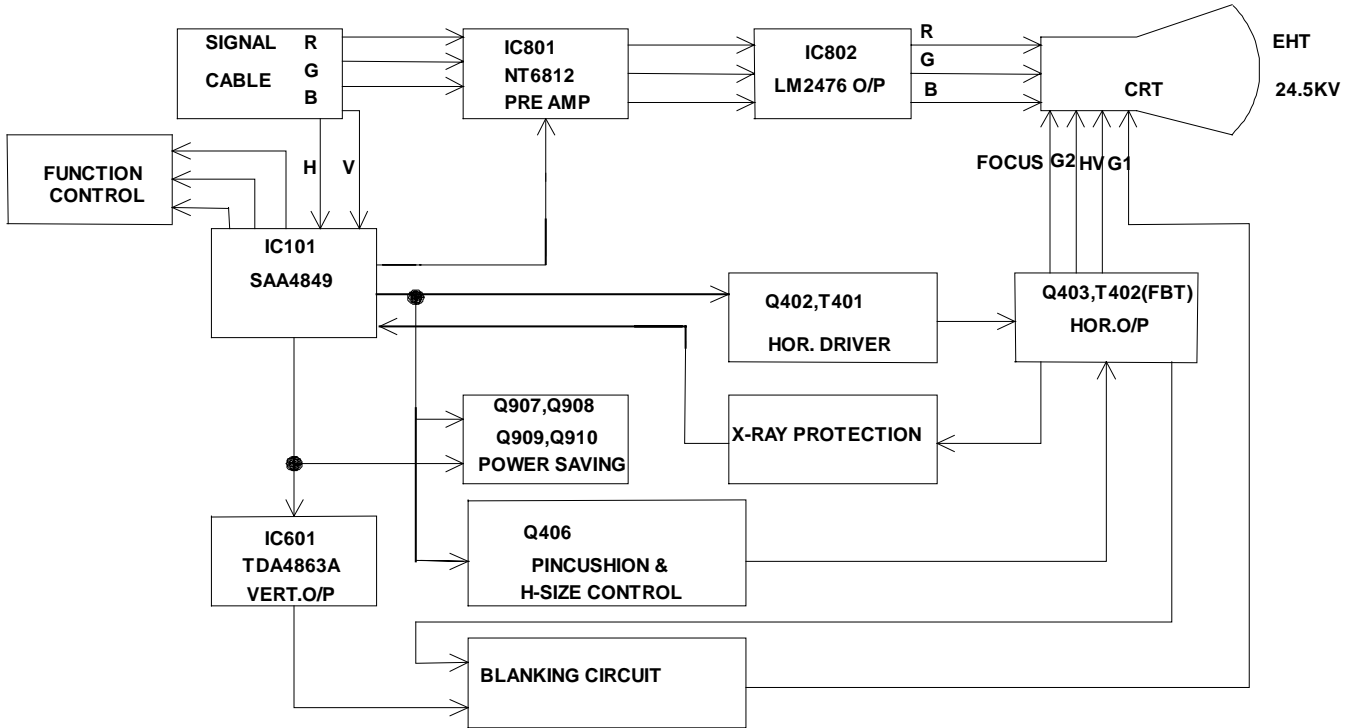 SIGNAL R
G
CABLE
B
IC801
NT6812
PRE AMP
IC802
LM2476 O/P
R
G
B
CRT
EHT
24.5KV
FUNCTION
CONTROL
H
V
FOCUS G2 HV G1
IC101
SAA4849
Q402,T401
HOR. DRIVER
Q403,T402(FBT)
HOR.O/P
Q907,Q908
Q909,Q910
POWER SAVING
X-RAY PROTECTION
IC601
TDA4863A
VERT.O/P
Q406
PINCUSHION &
H-SIZE CONTROL
BLANKING CIRCUIT